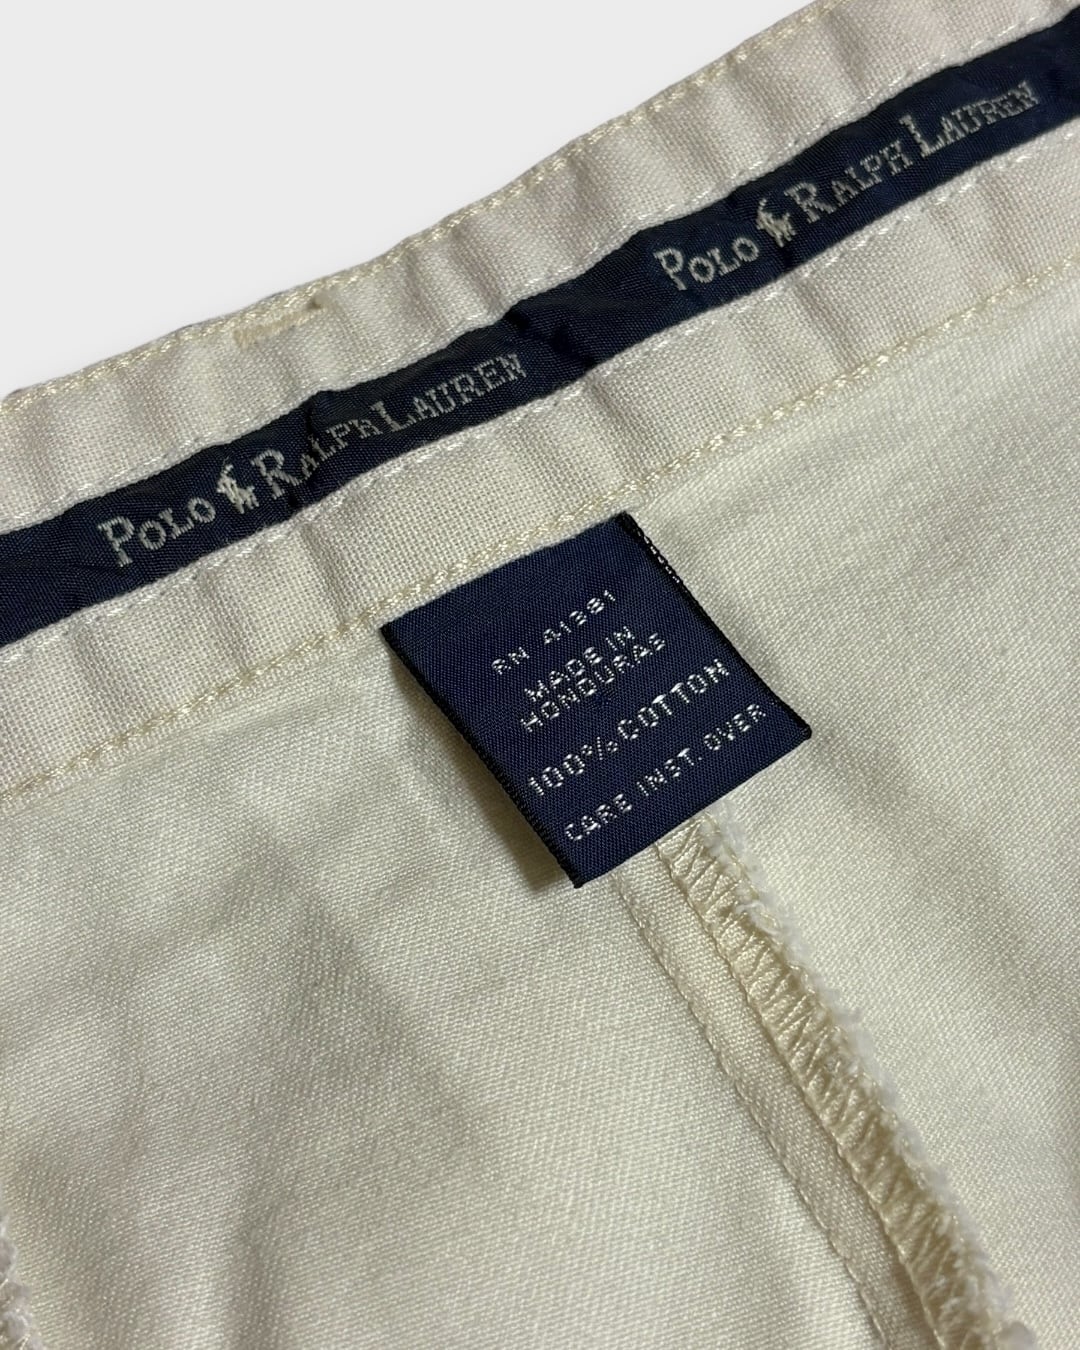 POLO RALPH LAUREN
POLO RALPH LAUREN
RN 41381
MADE IN
HONDURAS
100% COTTON
CARE INST. OVER